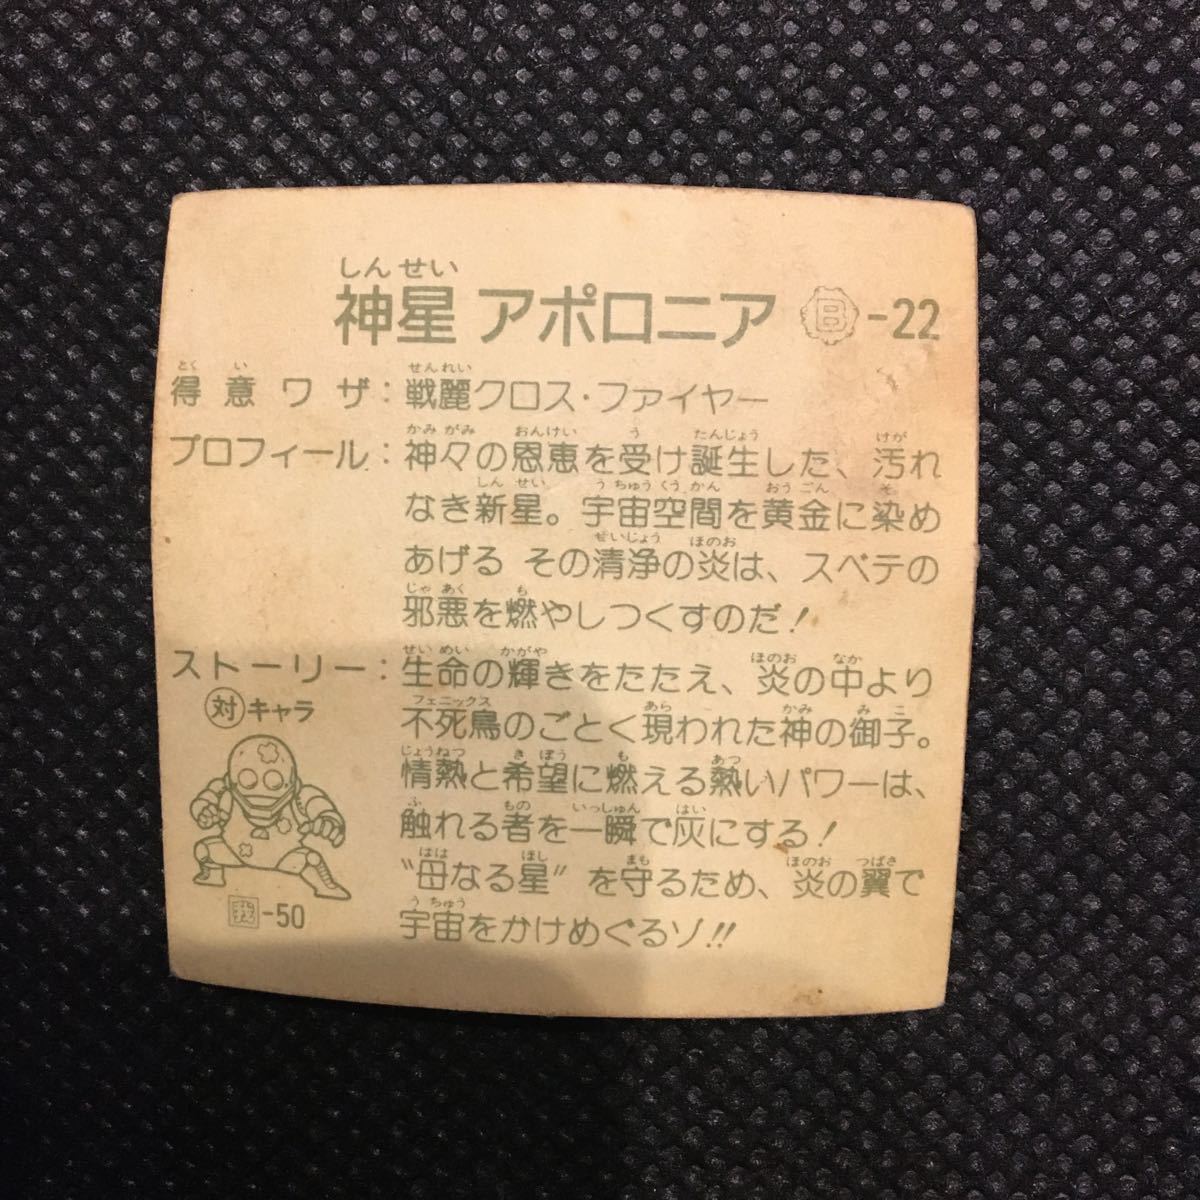 しんせい
神星 アポロニア B-22
とくい せんれい
得意ワザ：戦麗クロス・ファイヤー
かみがみ おんけい う たんじょう けが
プロフィール：神々の恩恵を受け誕生した、汚れ
しんせい うちゅうくうかん おうごん そ
なき新星。宇宙空間を黄金に染め
せいじょう ほのお
あげる その清浄の炎は、スベテの
じゃあく も
邪悪を燃やしつくすのだ！
せいめい かがや ほのお なか
ストーリー：生命の輝きをたたえ、炎の中より
フェニックス あら かみ みこ
対キャラ 不死鳥のごとく現われた神の御子。
じょうねつ きぼう も あつ
情熱と希望に燃える熱いパワーは、
ふ もの いっしゅん はい
触れる者を一瞬で灰にする！
はは ほし まも ほのお つばさ
“母なる星”を守るため、炎の翼で
うちゅう
-50 宇宙をかけめぐるゾ!!